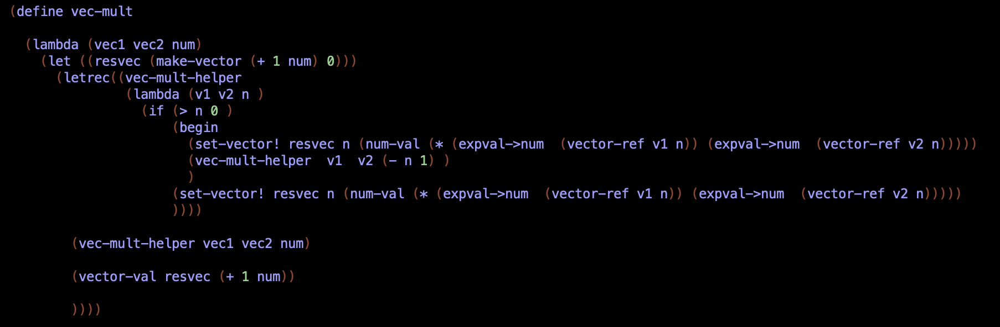 (define vec-mult
(lambda (vec1 vec2 num)
(let ((resvec (make-vector (+ 1 num) 0)))
(letrec((vec-mult-helper
(lambda (v1 v2 n )
(if (> n 0 )
(begin
(set-vector! resvec n (num-val (* (expval->num  (vector-ref v1 n)) (expval->num  (vector-ref v2 n)))))
(vec-mult-helper  v1  v2 (- n 1) )
)
(set-vector! resvec n (num-val (* (expval->num  (vector-ref v1 n)) (expval->num  (vector-ref v2 n)))))
))))
(vec-mult-helper vec1 vec2 num)
(vector-val resvec (+ 1 num))
))))